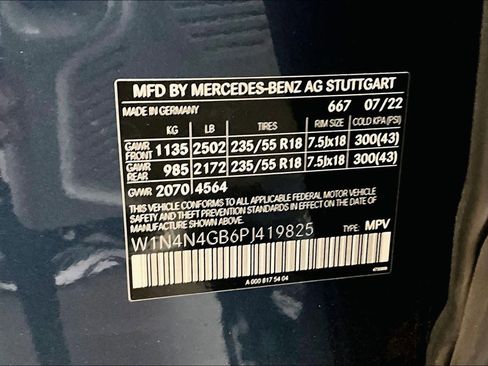 MFD BY MERCEDES-BENZ AG STUTTGART
MADE IN GERMANY 667 07/22
KG LB TIRES RIMS COLD KPA (PSI)
GAWR FRONT 1135 2502 235/55 R18 7.5Jx18 300(43)
GAWR REAR 985 2172 235/55 R18 7.5Jx18 300(43)
GVWR 2070 4564
THIS VEHICLE CONFORMS TO ALL APPLICABLE FEDERAL MOTOR VEHICLE
SAFETY AND THEFT PREVENTION STANDARDS IN EFFECT ON THE DATE
OF MANUFACTURE SHOWN ABOVE.
W1N4N4GB6PJ419825 TYPE: MPV
A 000 817 54 04